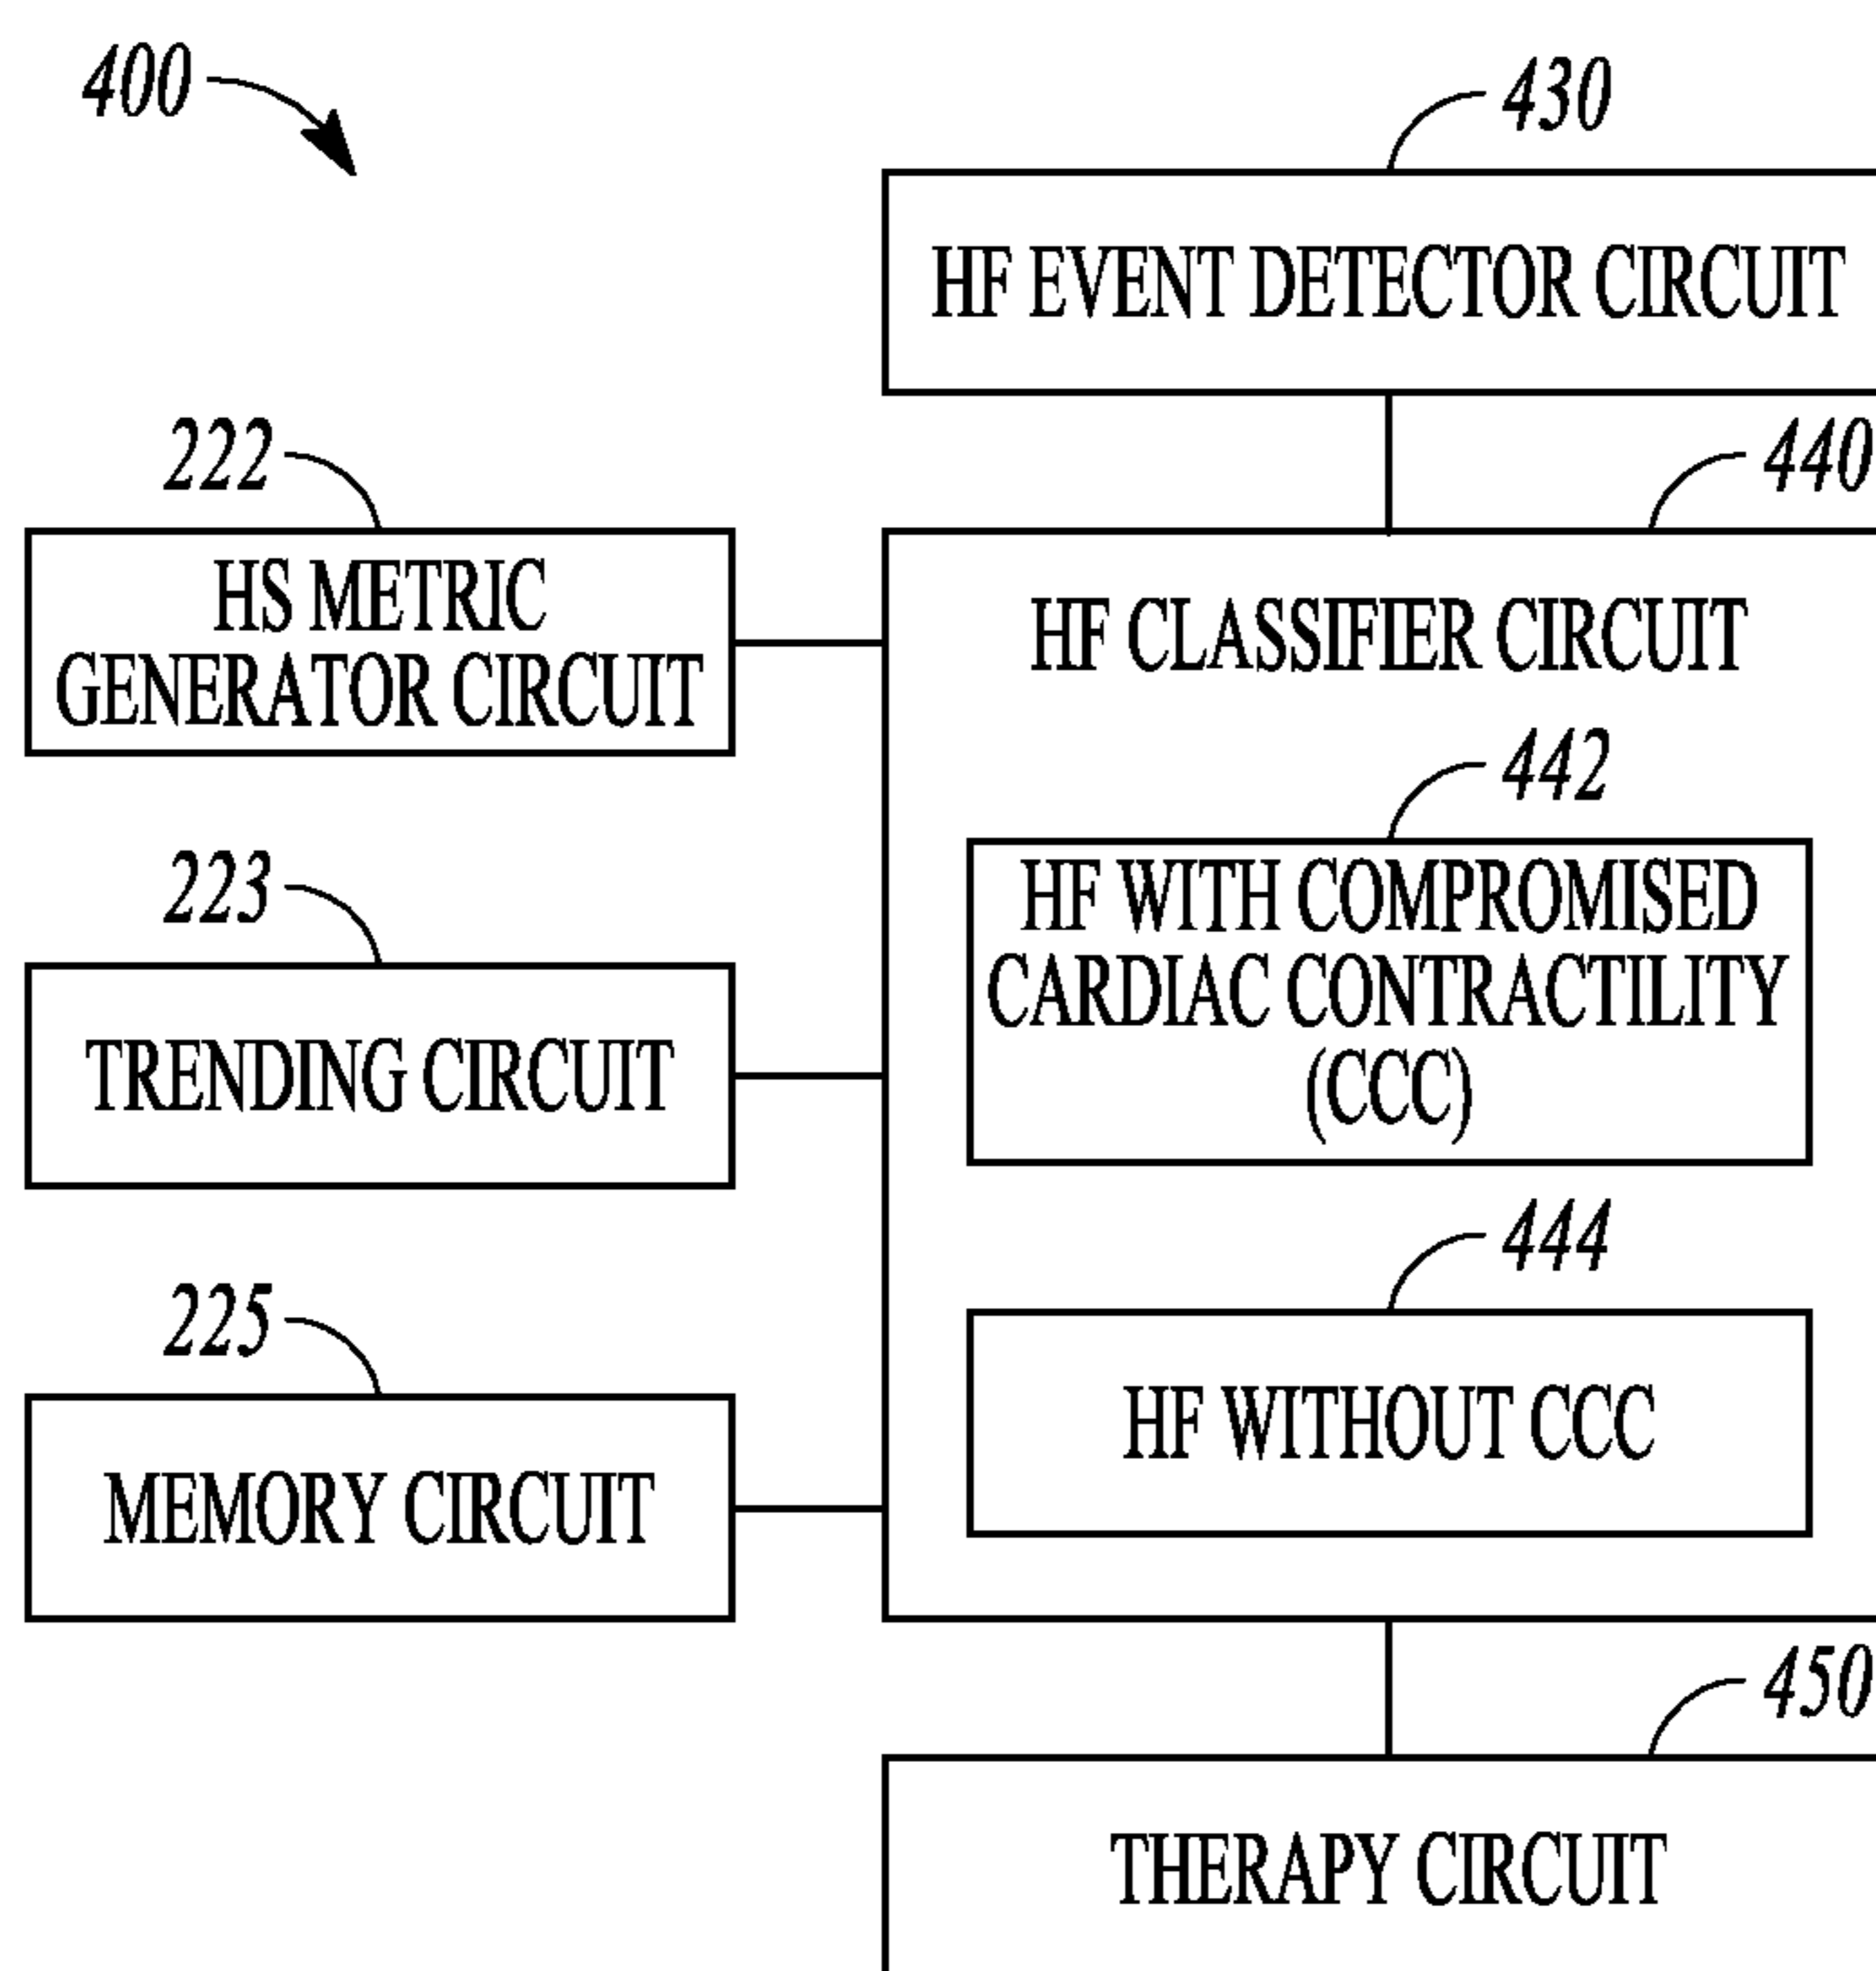 400
430
HF EVENT DETECTOR CIRCUIT
222
440
HS METRIC
GENERATOR CIRCUIT
HF CLASSIFIER CIRCUIT
442
HF WITH COMPROMISED
CARDIAC CONTRACTILITY
(CCC)
223
TRENDING CIRCUIT
444
HF WITHOUT CCC
225
MEMORY CIRCUIT
450
THERAPY CIRCUIT